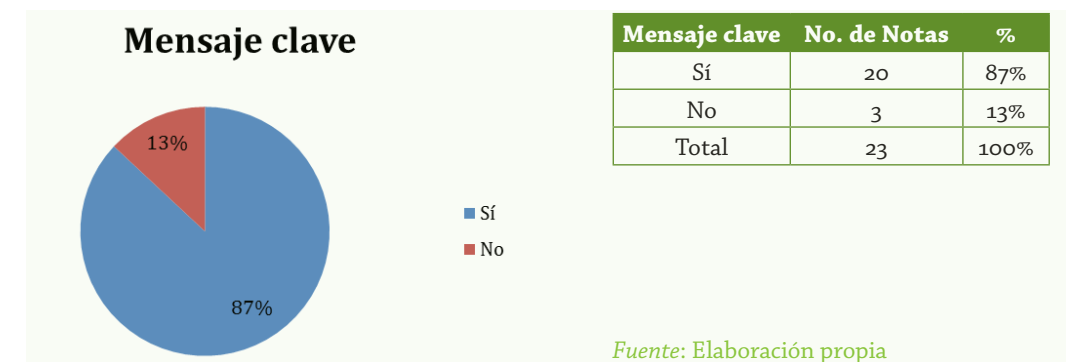 Mensaje clave
13%
87%
Sí
No
Mensaje clave No. de Notas %
Sí 20 87%
No 3 13%
Total 23 100%
Fuente: Elaboración propia